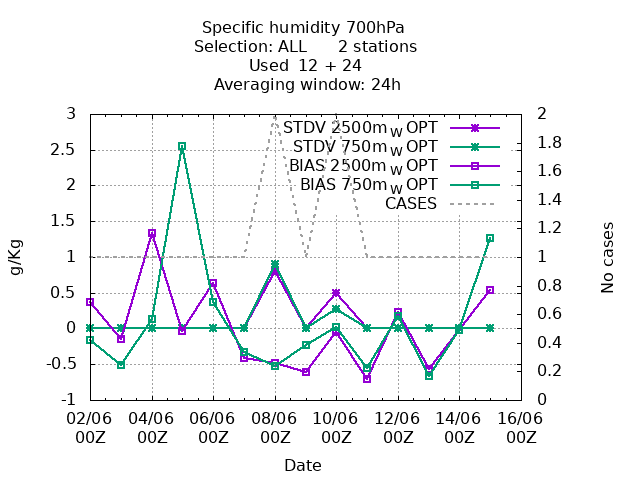 Specific humidity 700hPa
Selection: ALL 2 stations
Used 12 + 24
Averaging window: 24h
STDV 2500m_W OPT
STDV 750m_W OPT
BIAS 2500m_W OPT
BIAS 750m_W OPT
CASES
g/Kg
3
2.5
2
1.5
1
0.5
0
-0.5
-1
No cases
2
1.8
1.6
1.4
1.2
1
0.8
0.6
0.4
0.2
0
02/06 04/06 06/06 08/06 10/06 12/06 14/06 16/06
00Z 00Z 00Z 00Z 00Z 00Z 00Z 00Z
Date